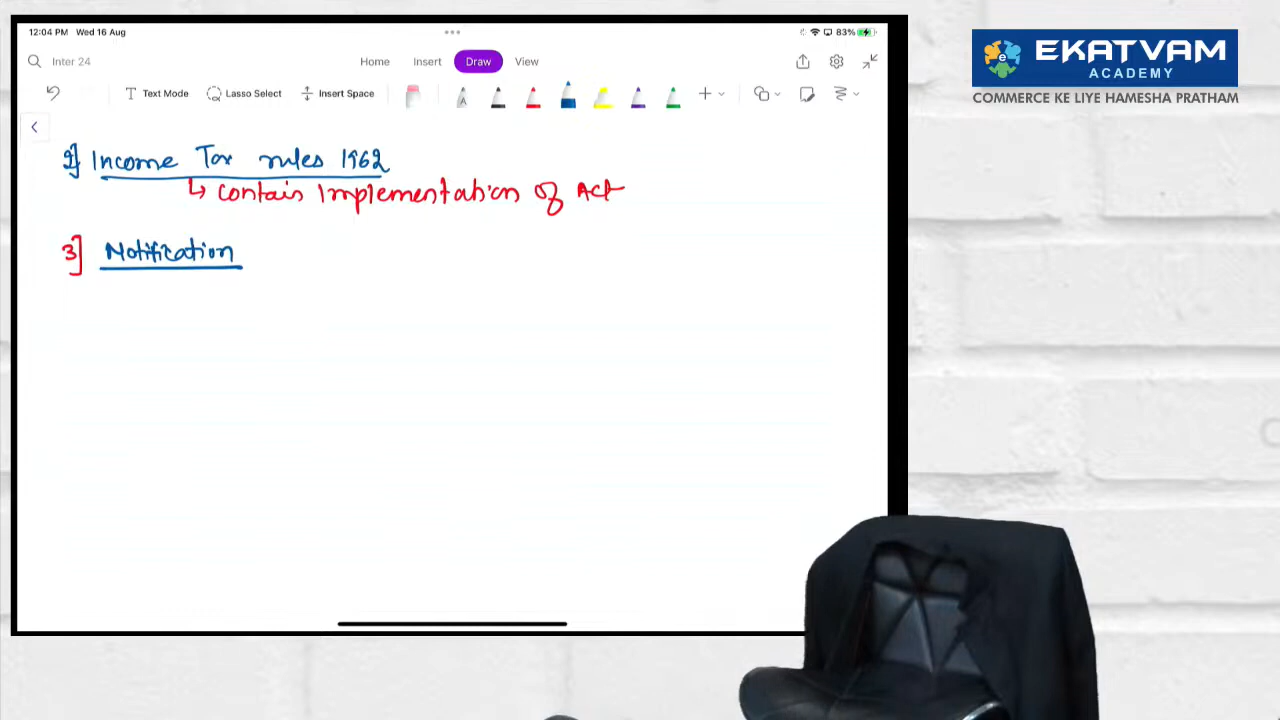 12:04 PM Wed 16 Aug
83%
EKATVAM
ACADEMY
COMMERCE KE LIYE HAMESHA PRATHAM
Inter 24
Home Insert Draw View
Text Mode Lasso Select Insert Space
2] Income Tax rules 1962
↳ Contain Implementation of Act
3] Notification